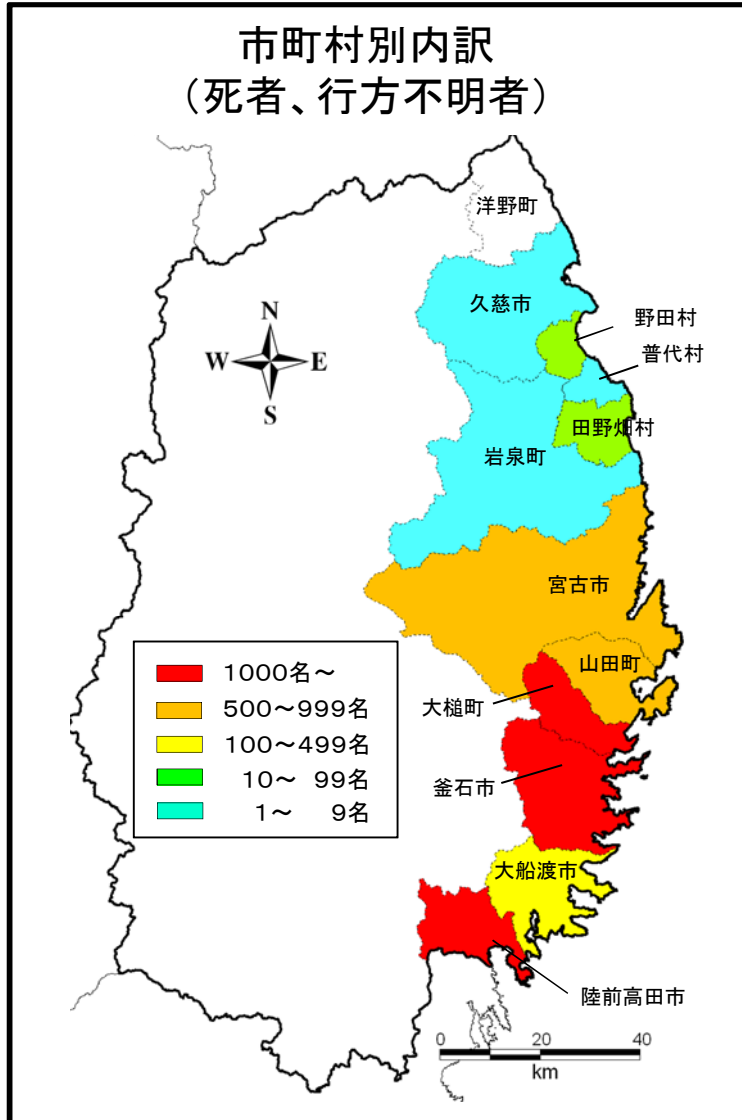 市町村別内訳
（死者、行方不明者）
洋野町
久慈市
野田村
普代村
田野畑村
岩泉町
宮古市
山田町
大槌町
釜石市
大船渡市
陸前高田市
N
W E
S
1000名～
500～999名
100～499名
10～ 99名
1～ 9名
0 20 40
km